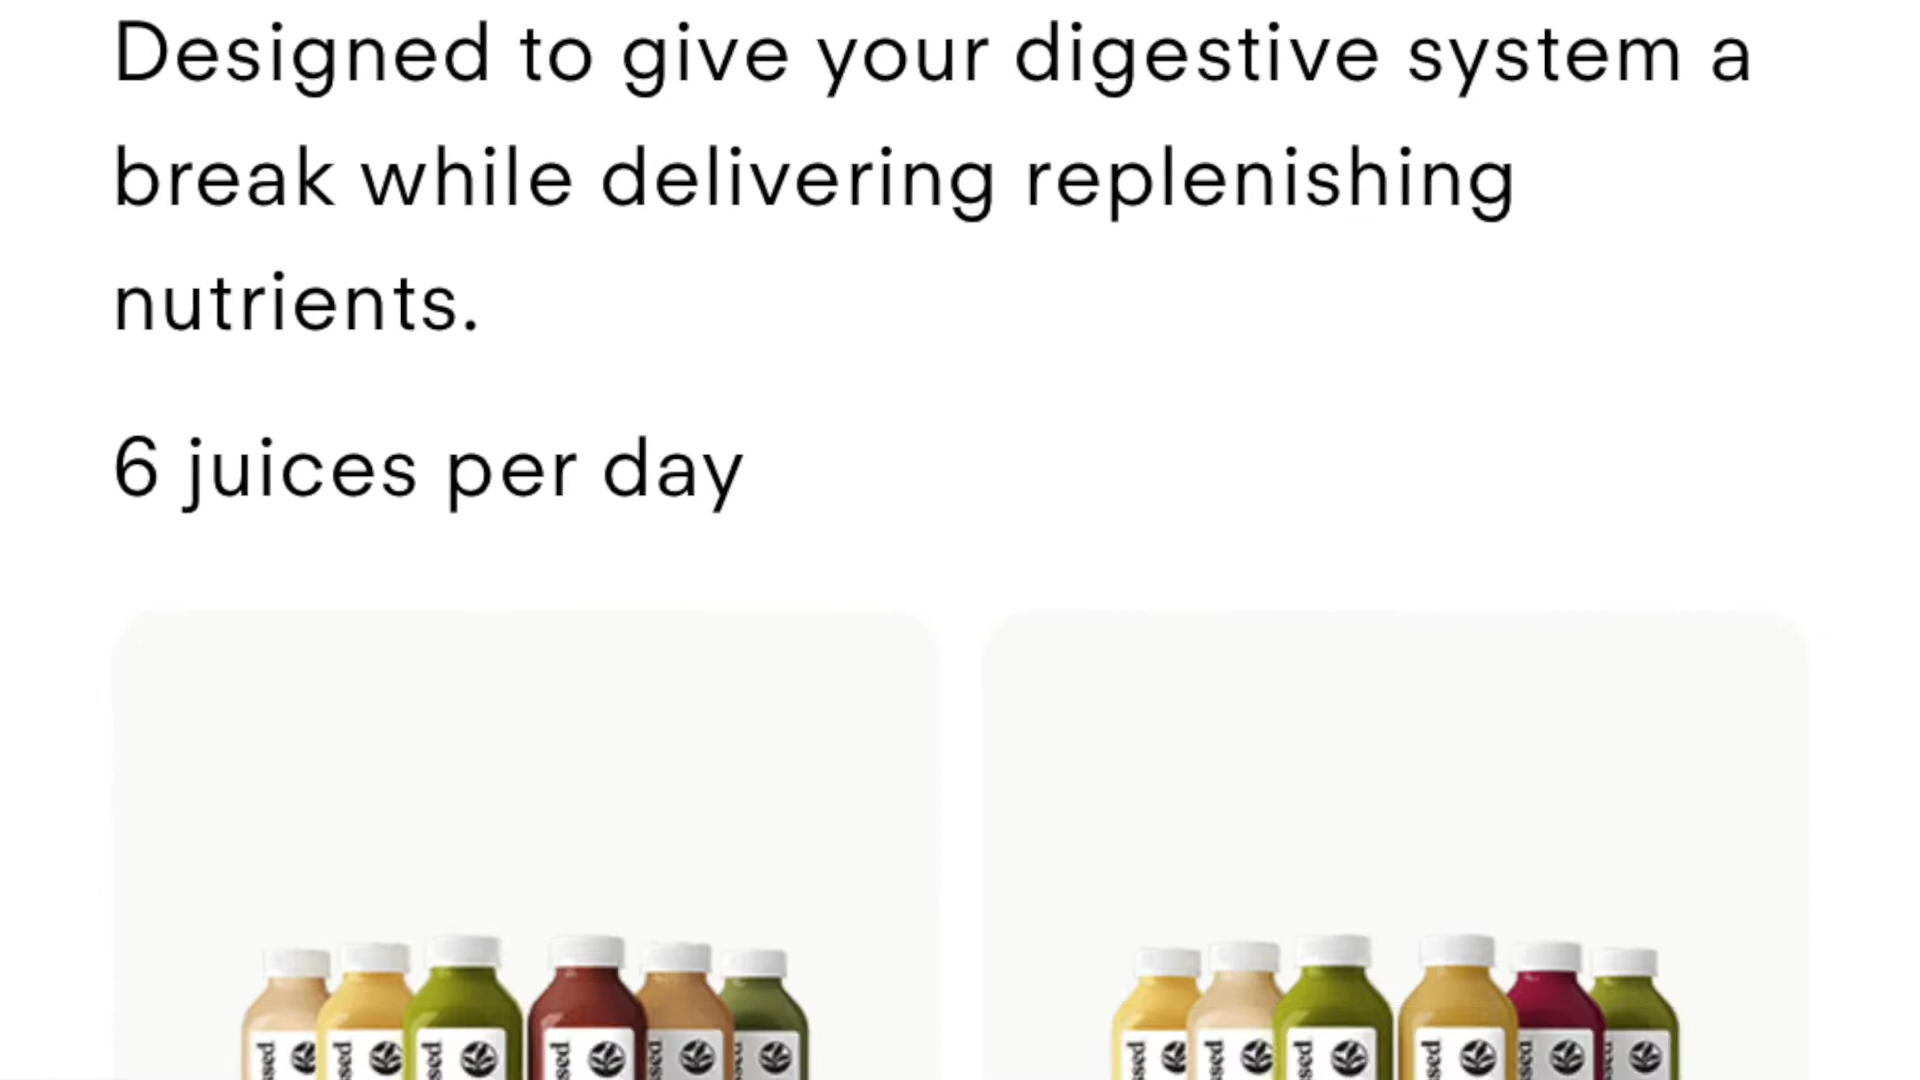 Designed to give your digestive system a
break while delivering replenishing
nutrients.
6 juices per day